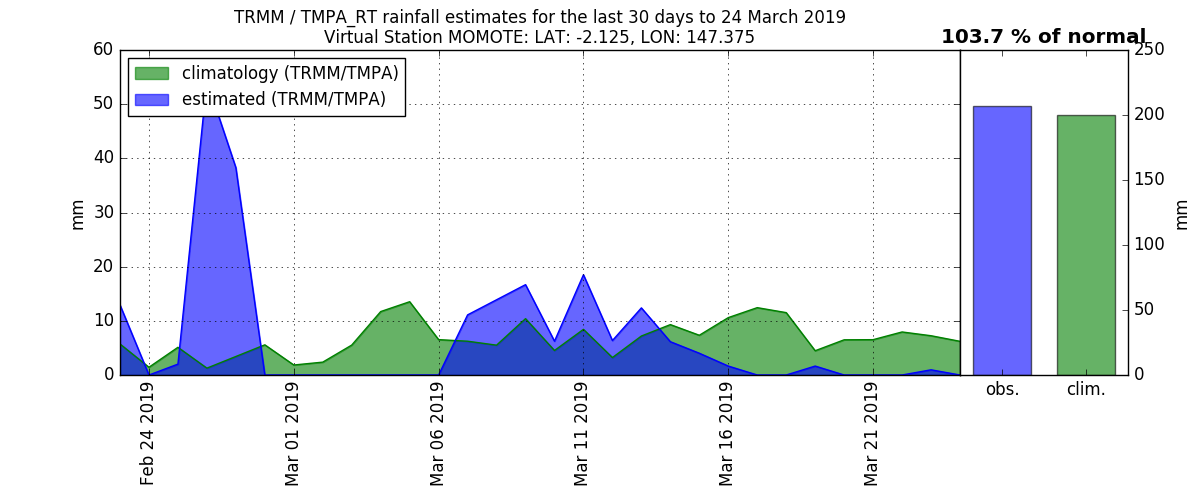 TRMM / TMPA_RT rainfall estimates for the last 30 days to 24 March 2019
Virtual Station MOMOTE: LAT: -2.125, LON: 147.375
103.7 % of normal
climatology (TRMM/TMPA)
estimated (TRMM/TMPA)
60
50
40
30
20
10
0
mm
Feb 24 2019
Mar 01 2019
Mar 06 2019
Mar 11 2019
Mar 16 2019
Mar 21 2019
250
200
150
100
50
0
mm
obs.
clim.